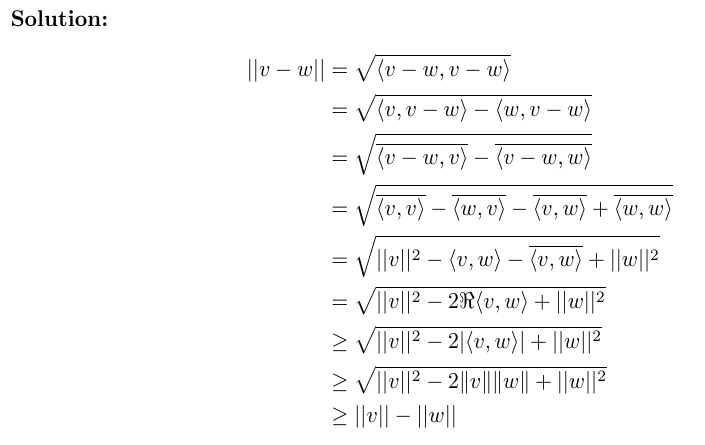 Solution:
||v − w|| = √⟨v − w, v − w⟩
= √(⟨v, v − w⟩ − ⟨w, v − w⟩)
= √(\overline{⟨v − w, v⟩} − \overline{⟨v − w, w⟩})
= √(\overline{⟨v, v⟩} − \overline{⟨w, v⟩} − \overline{⟨v, w⟩} + \overline{⟨w, w⟩})
= √(||v||² − ⟨v, w⟩ − \overline{⟨v, w⟩} + ||w||²)
= √(||v||² − 2ℜ⟨v, w⟩ + ||w||²)
≥ √(||v||² − 2|⟨v, w⟩| + ||w||²)
≥ √(||v||² − 2‖v‖‖w‖ + ||w||²)
≥ ||v|| − ||w||